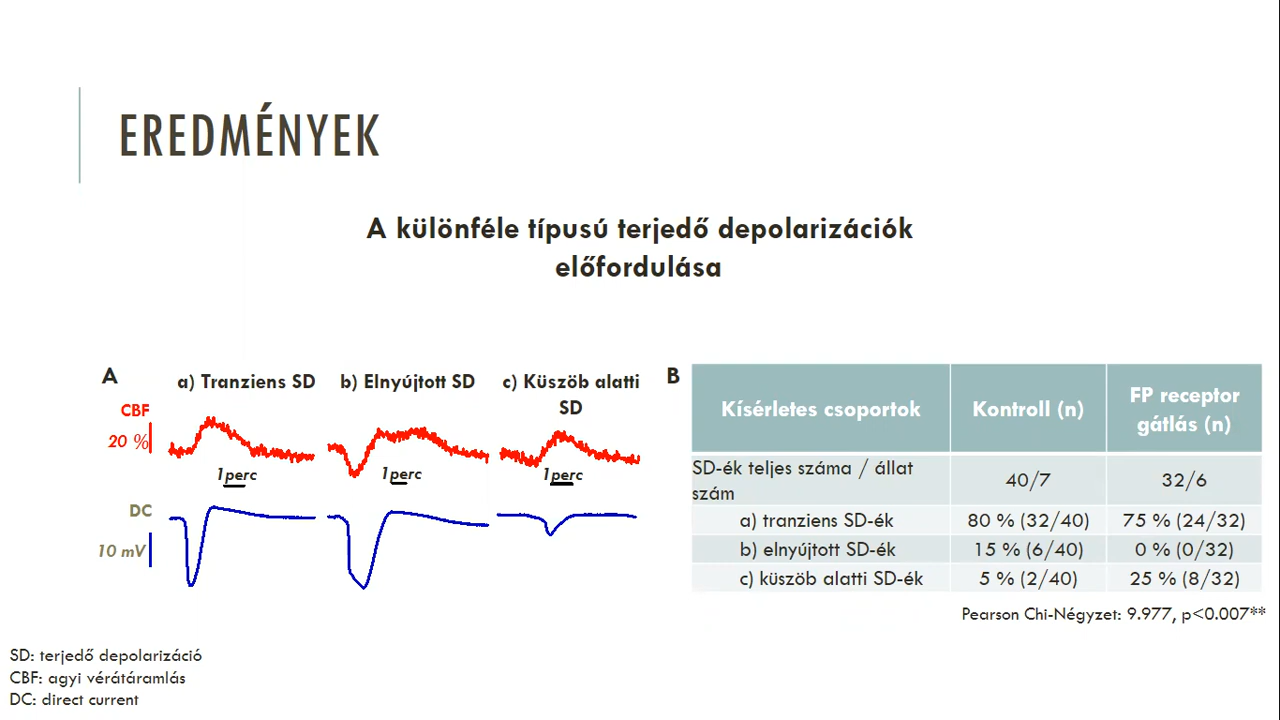 EREDMÉNYEK
A különféle típusú terjedő depolarizációk
előfordulása
A
a) Tranziens SD
b) Elnyújtott SD
c) Küszöb alatti
SD
CBF
20 %
1perc
1perc
1perc
DC
10 mV
B
Kísérletes csoportok
Kontroll (n)
FP receptor
gátlás (n)
SD-ék teljes száma / állat
szám
40/7
32/6
a) tranziens SD-ék
80 % (32/40)
75 % (24/32)
b) elnyújtott SD-ék
15 % (6/40)
0 % (0/32)
c) küszöb alatti SD-ék
5 % (2/40)
25 % (8/32)
Pearson Chi-Négyzet: 9.977, p<0.007**
SD: terjedő depolarizáció
CBF: agyi vérátáramlás
DC: direct current